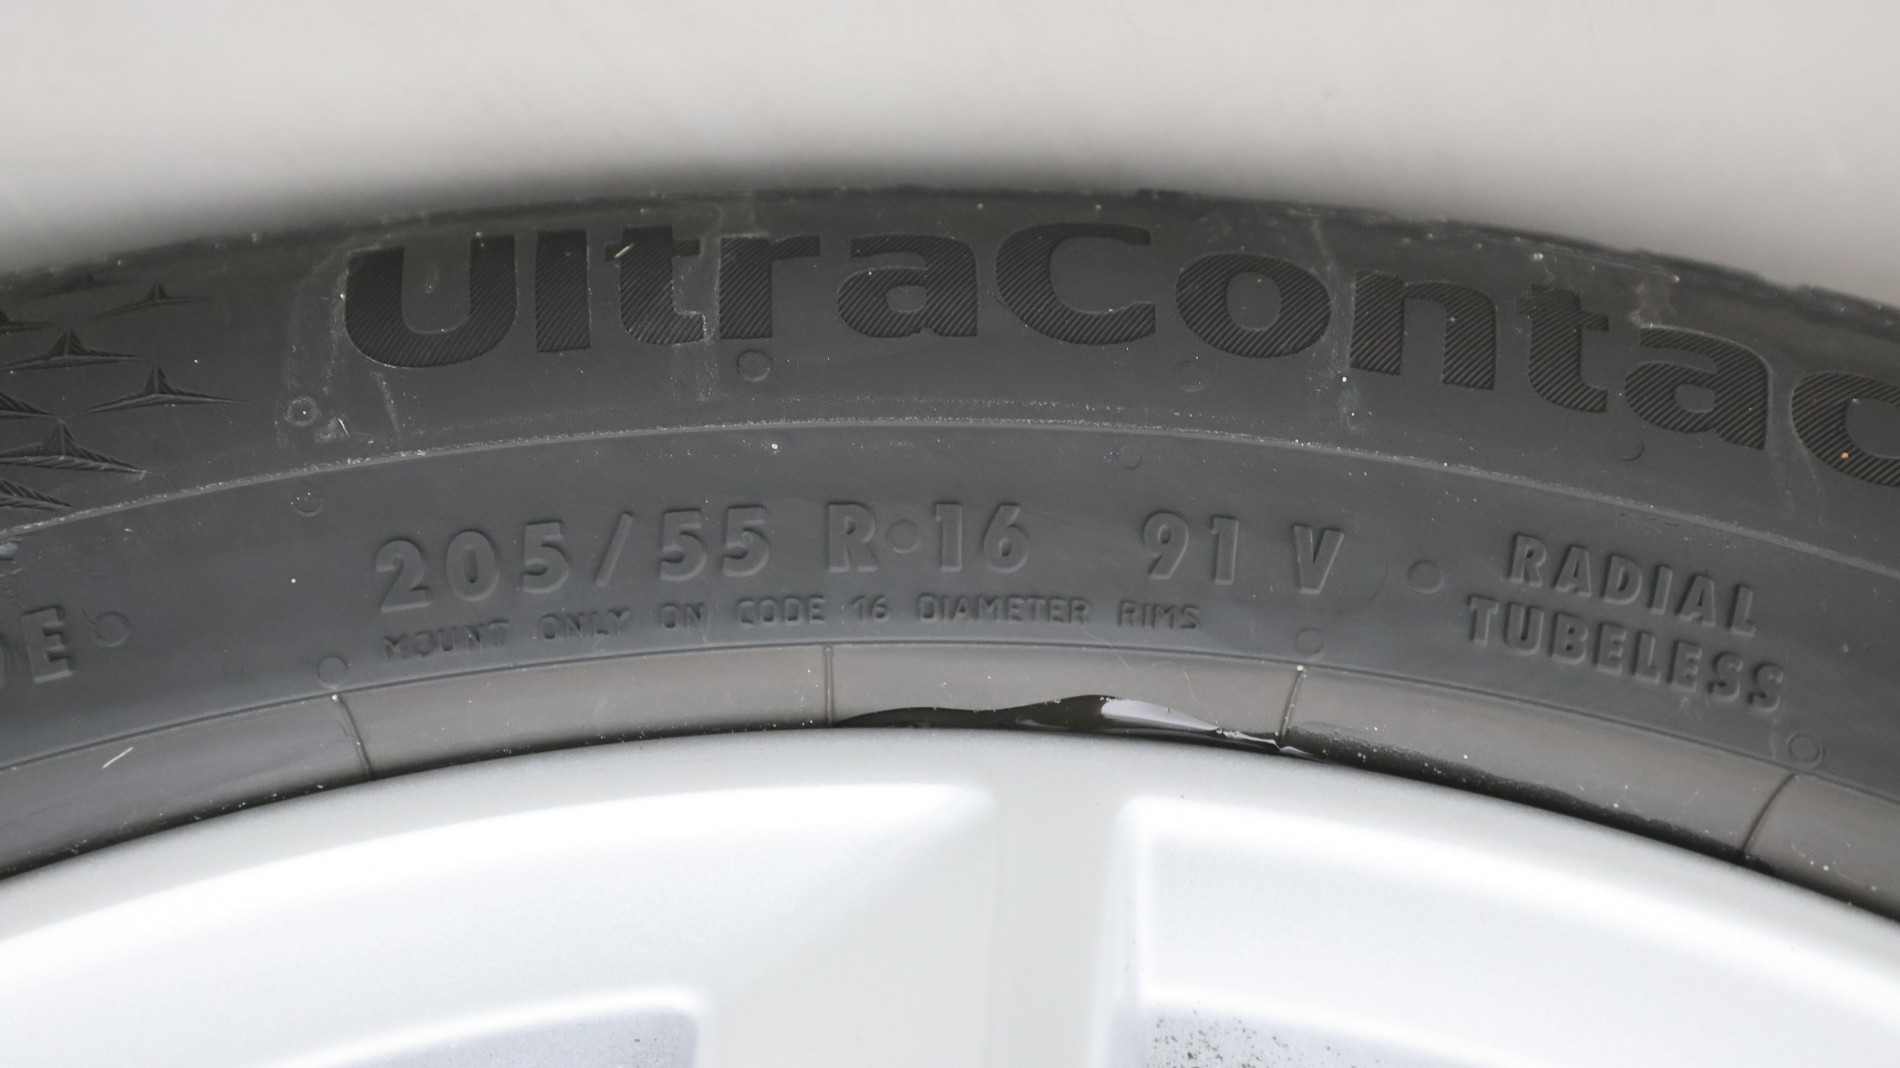 UltraContac
205/55 R 16 91 V
MOUNT ONLY ON CODE 16 DIAMETER RIMS
RADIAL
TUBELESS